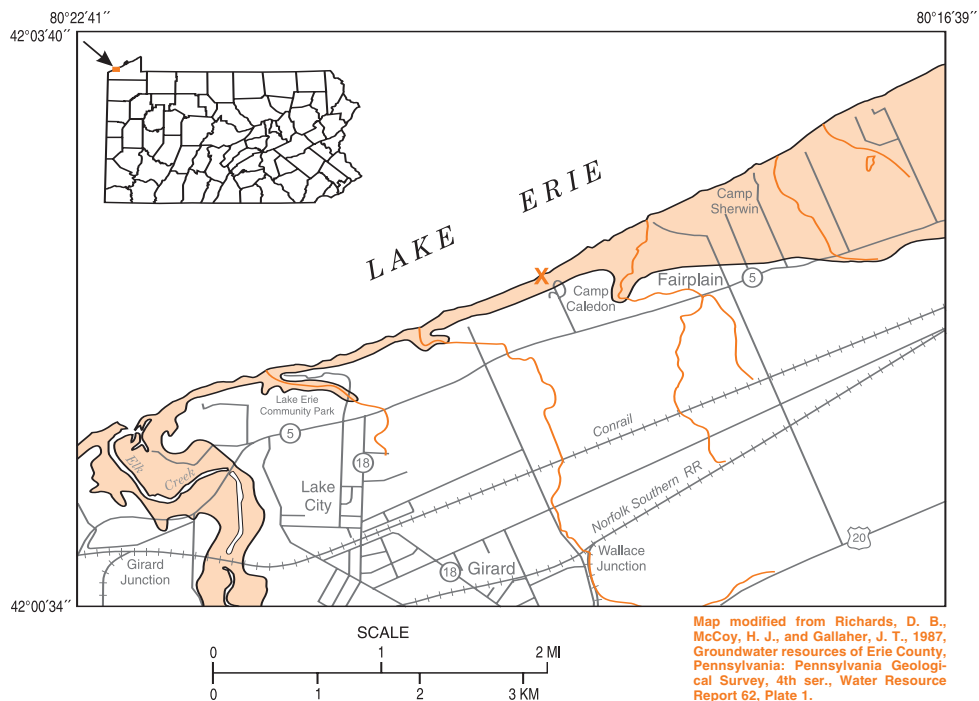 80°22′41″
80°16′39″
42°03′40″
LAKE ERIE
Camp
Sherwin
X
Camp
Caledon
Fairplain
5
Lake Erie
Community Park
5
Conrail
Elk
Creek
18
Lake
City
Norfolk Southern RR
20
Wallace
Junction
Girard
Junction
18
Girard
42°00′34″
SCALE
0 1 2 MI
0 1 2 3 KM
Map modified from Richards, D. B.,
McCoy, H. J., and Gallaher, J. T., 1987,
Groundwater resources of Erie County,
Pennsylvania: Pennsylvania Geologi-
cal Survey, 4th ser., Water Resource
Report 62, Plate 1.